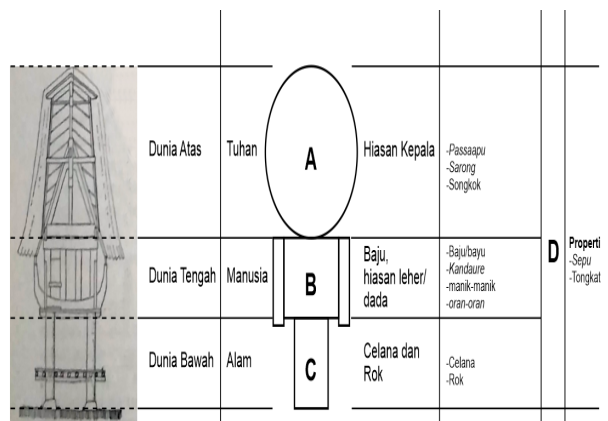 Dunia Atas
Tuhan
A
Hiasan Kepala
-Passaapu
-Sarong
-Songkok
Dunia Tengah
Manusia
B
Baju,
hiasan leher/
dada
-Baju/bayu
-Kandaure
-manik-manik
-oran-oran
D
Properti
-Sepu
-Tongkat
Dunia Bawah
Alam
C
Celana dan
Rok
-Celana
-Rok